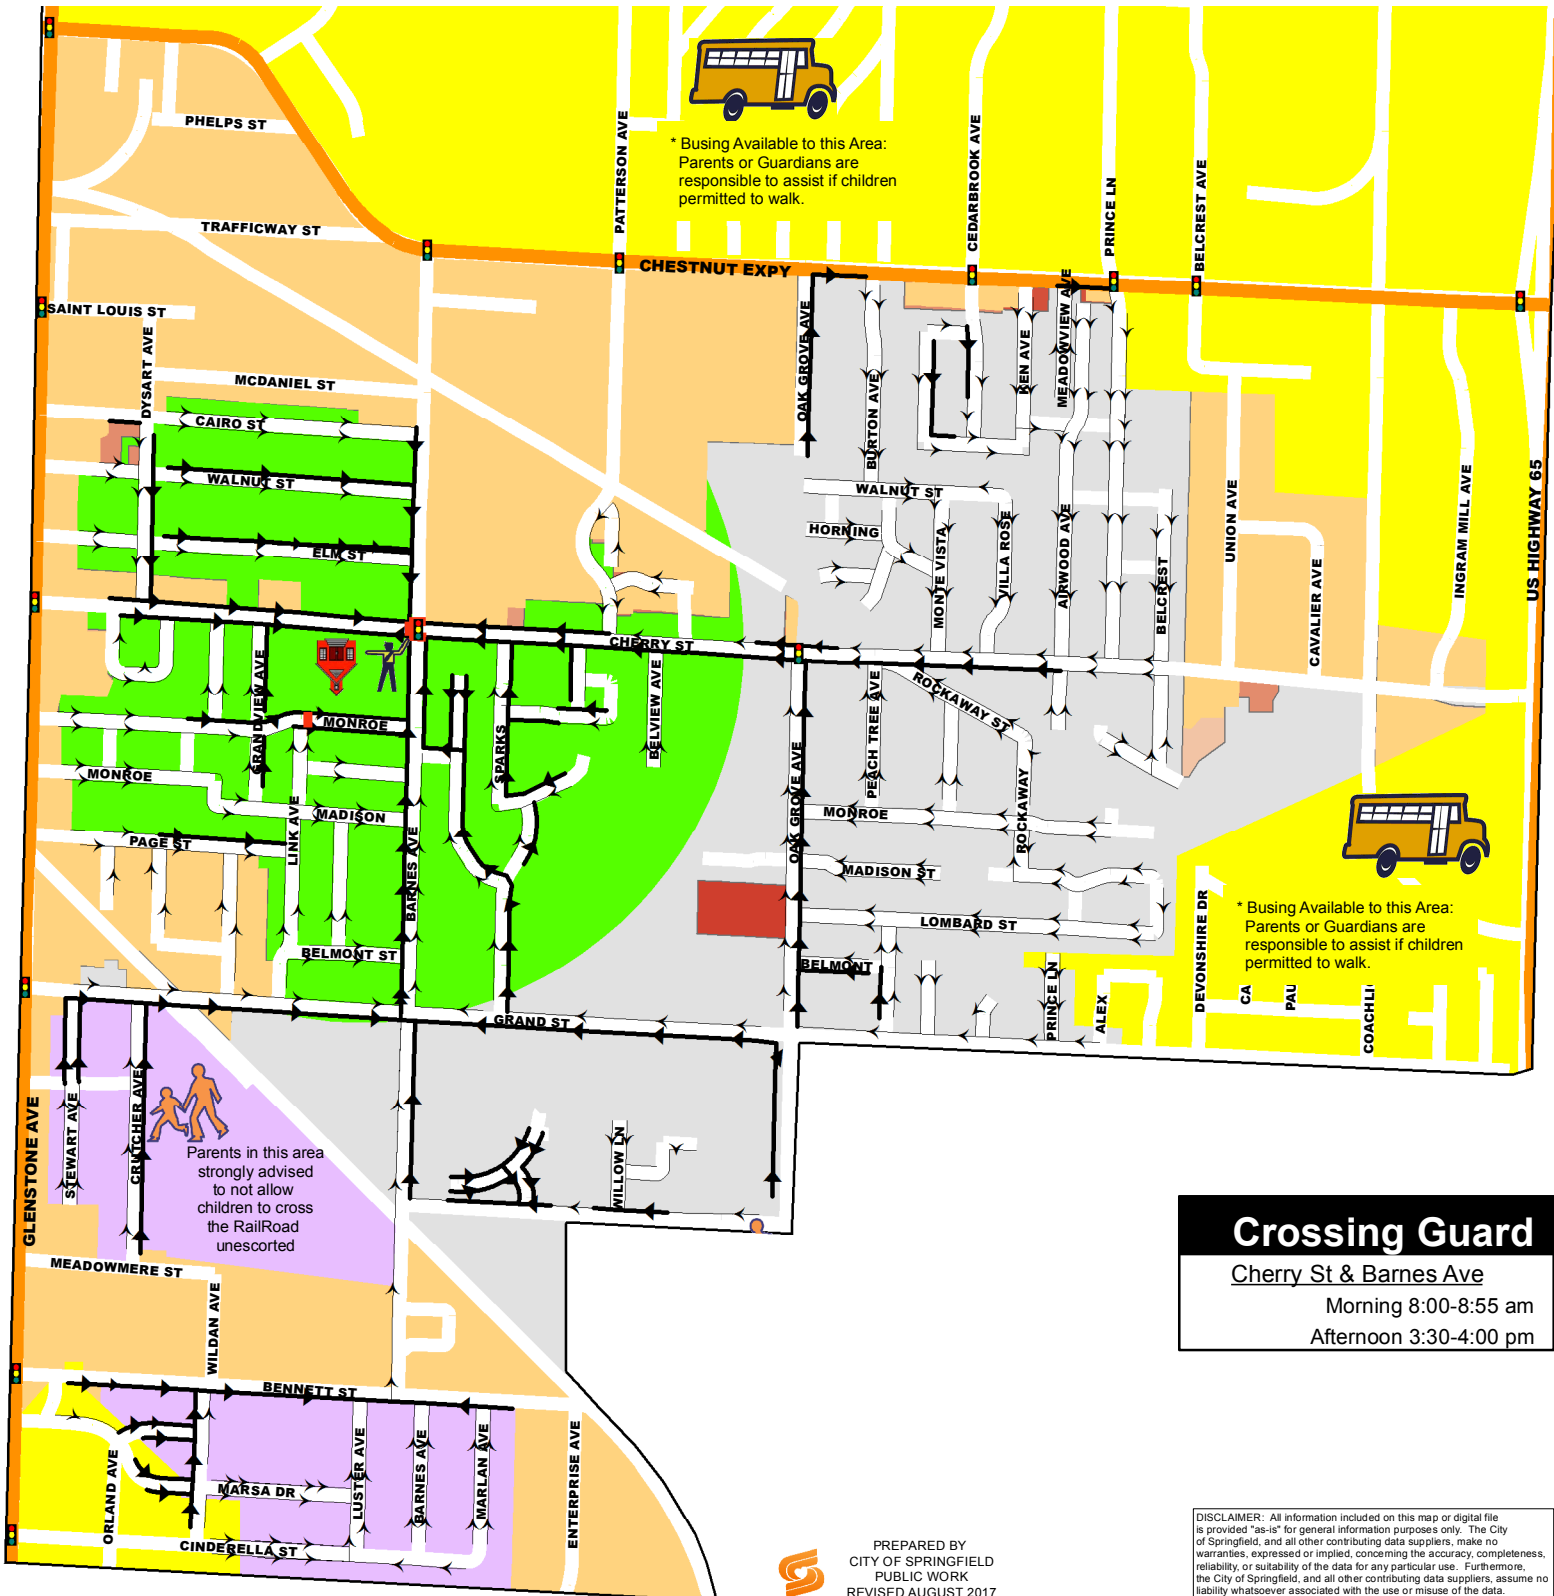 PHELPS ST
PATTERSON AVE
* Busing Available to this Area:
Parents or Guardians are
responsible to assist if children
permitted to walk.
CEDARBROOK AVE
PRINCE LN
BELCREST AVE
TRAFFICWAY ST
CHESTNUT EXPY
SAINT LOUIS ST
DYSART AVE
MCDANIEL ST
OAK GROVE AVE
BURTON AVE
KEN AVE
MEADOWVIEW AVE
CAIRO ST
WALNUT ST
WALNUT ST
HORNING
ELM ST
MONTE VISTA
VILLA ROSE
AIRWOOD AVE
BELCREST
UNION AVE
CAVALIER AVE
INGRAM MILL AVE
US HIGHWAY 65
CHERRY ST
GRANDVIEW AVE
MONROE
SPARKS
BELVIEW AVE
PEACH TREE AVE
ROCKAWAY ST
MONROE
LINK AVE
MADISON
BARNES AVE
OAK GROVE AVE
MONROE
ROCKAWAY
PAGE ST
MADISON ST
LOMBARD ST
BELMONT ST
BELMONT
PRINCE LN
ALEX
DEVONSHIRE DR
* Busing Available to this Area:
Parents or Guardians are
responsible to assist if children
permitted to walk.
CA
PAU
COACHLI
GRAND ST
GLENSTONE AVE
STEWART AVE
CRUTCHER AVE
Parents in this area
strongly advised
to not allow
children to cross
the RailRoad
unescorted
WILLOW LN
MEADOWMERE ST
WILDAN AVE
Crossing Guard
Cherry St & Barnes Ave
Morning 8:00-8:55 am
Afternoon 3:30-4:00 pm
BENNETT ST
ORLAND AVE
MARSA DR
LUSTER AVE
BARNES AVE
MARLAN AVE
ENTERPRISE AVE
CINDERELLA ST
PREPARED BY
CITY OF SPRINGFIELD
PUBLIC WORK
REVISED AUGUST 2017
DISCLAIMER: All information included on this map or digital file
is provided "as-is" for general information purposes only. The City
of Springfield, and all other contributing data suppliers, make no
warranties, expressed or implied, concerning the accuracy, completeness,
reliability, or suitability of the data for any particular use. Furthermore,
the City of Springfield, and all other contributing data suppliers, assume no
liability whatsoever associated with the use or misuse of the data.